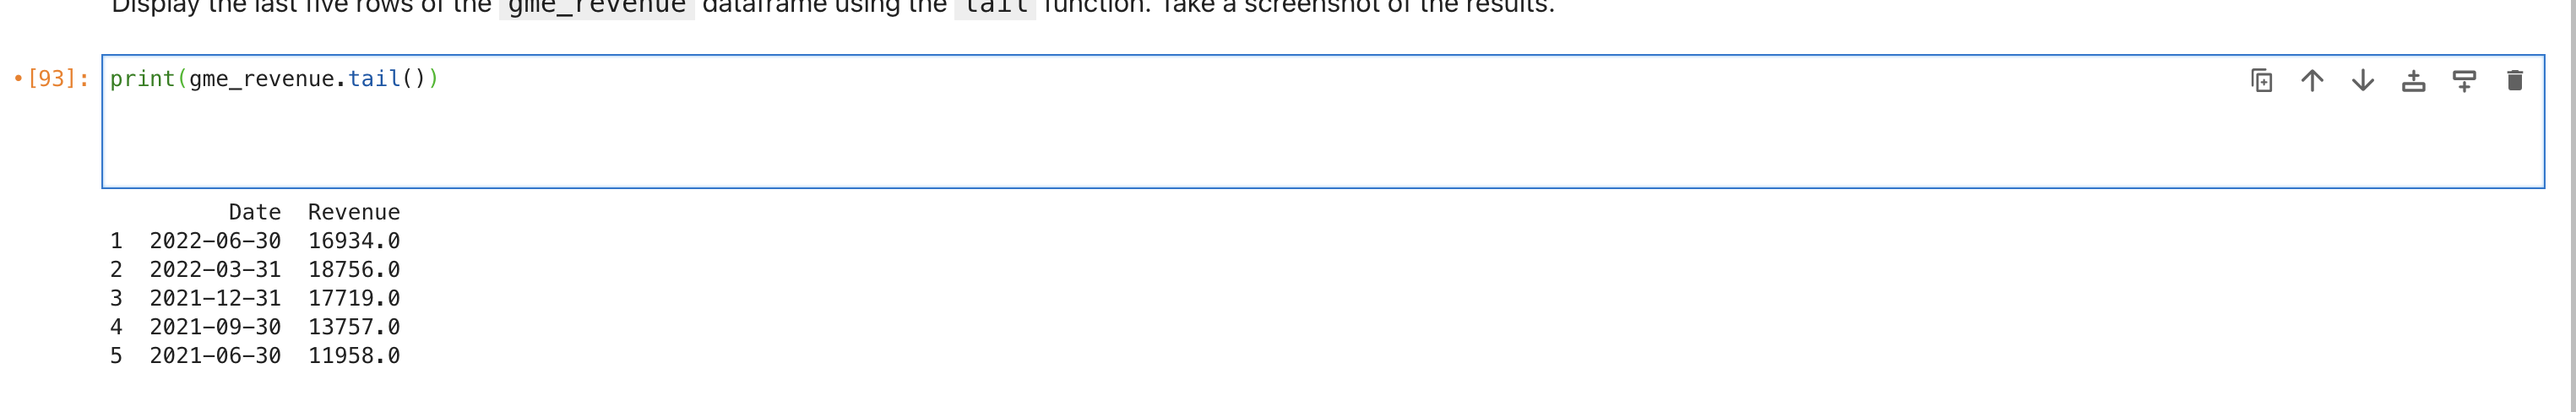 Display the last five rows of the gme_revenue dataframe using the tail function. Take a screenshot of the results.
•[93]: print(gme_revenue.tail())
Date Revenue
1 2022-06-30 16934.0
2 2022-03-31 18756.0
3 2021-12-31 17719.0
4 2021-09-30 13757.0
5 2021-06-30 11958.0